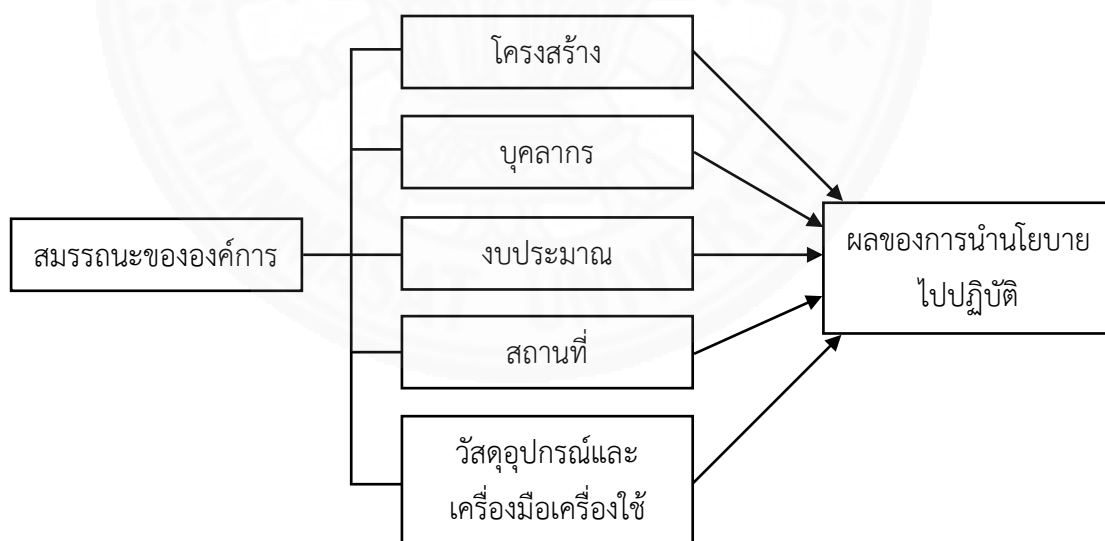 โครงสร้าง
บุคลากร
สมรรถนะขององค์การ
งบประมาณ
ผลของการนำนโยบาย
ไปปฏิบัติ
สถานที่
วัสดุอุปกรณ์และ
เครื่องมือเครื่องใช้